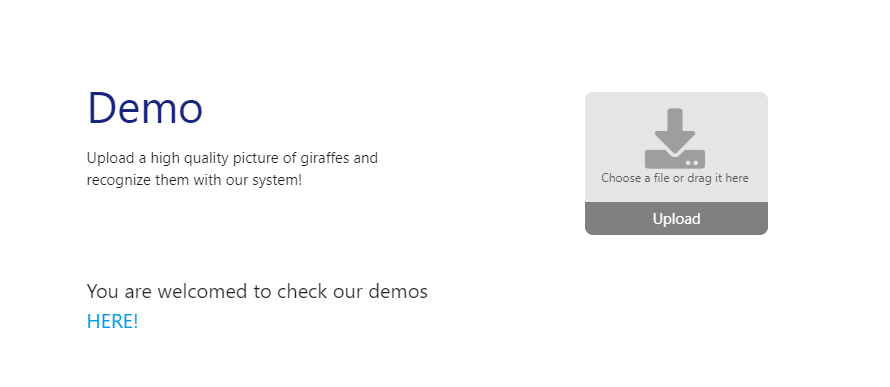 Demo
Upload a high quality picture of giraffes and
recognize them with our system!
Choose a file or drag it here
Upload
You are welcomed to check our demos
HERE!